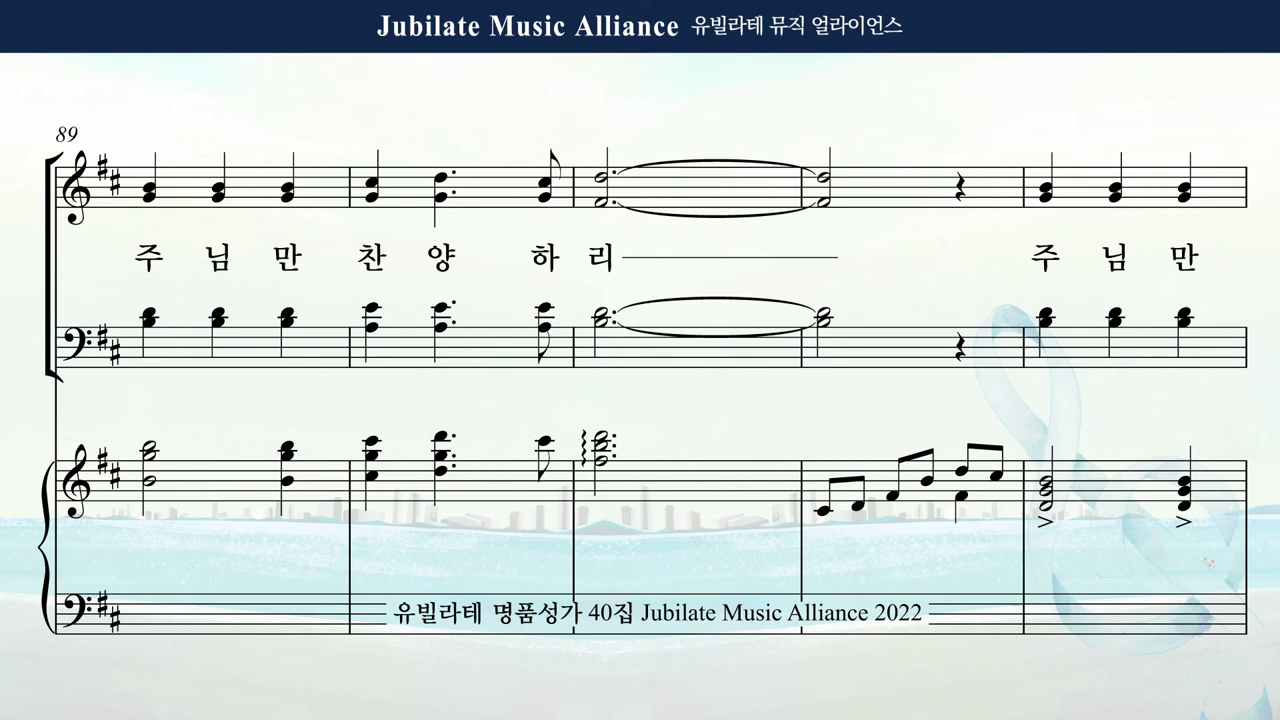 Jubilate Music Alliance 유빌라테 뮤직 얼라이언스
89
주 님 만 찬 양 하 리 주 님 만
유빌라테 명품성가 40집 Jubilate Music Alliance 2022